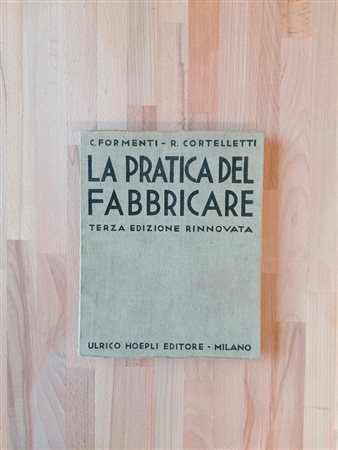 C. FORMENTI - R. CORTELLETTI
LA PRATICA DEL
FABBRICARE
TERZA EDIZIONE RINNOVATA
ULRICO HOEPLI EDITORE - MILANO